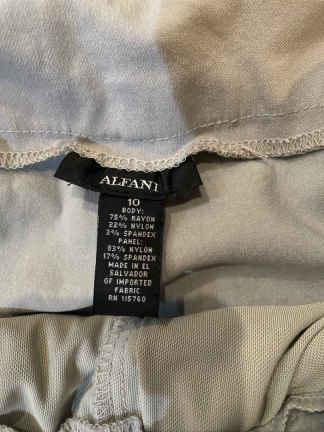 ALFANI
10
BODY:
75% RAYON
22% NYLON
3% SPANDEX
PANEL:
83% NYLON
17% SPANDEX
MADE IN EL
SALVADOR
OF IMPORTED
FABRIC
RN 115760